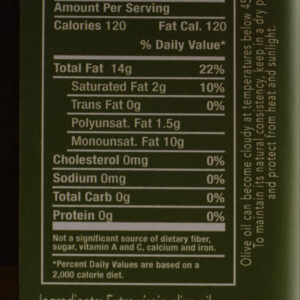 Amount Per Serving
Calories 120 Fat Cal. 120
% Daily Value*
Total Fat 14g 22%
Saturated Fat 2g 10%
Trans Fat 0g 0%
Polyunsat. Fat 1.5g
Monounsat. Fat 10g
Cholesterol 0mg 0%
Sodium 0mg 0%
Total Carb 0g 0%
Protein 0g 0%
Not a significant source of dietary fiber,
sugar, vitamin A and C, calcium and iron.
*Percent Daily Values are based on a
2,000 calorie diet.
Olive oil can become cloudy at temperatures below 45
To maintain its natural consistency, keep in a dry p
and protect from heat and sunlight.